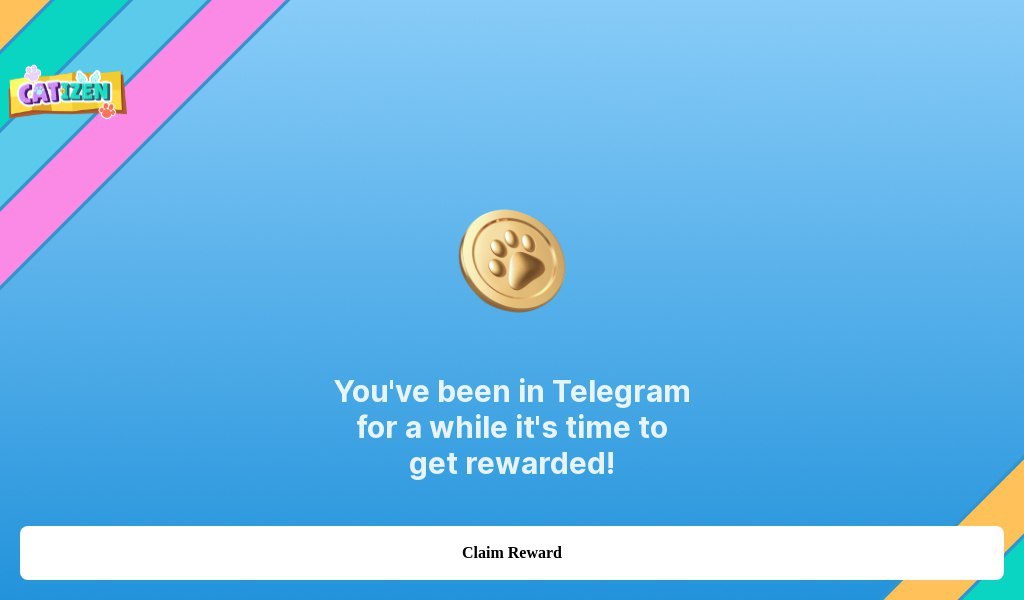 CATIZEN
You've been in Telegram
for a while it's time to
get rewarded!
Claim Reward